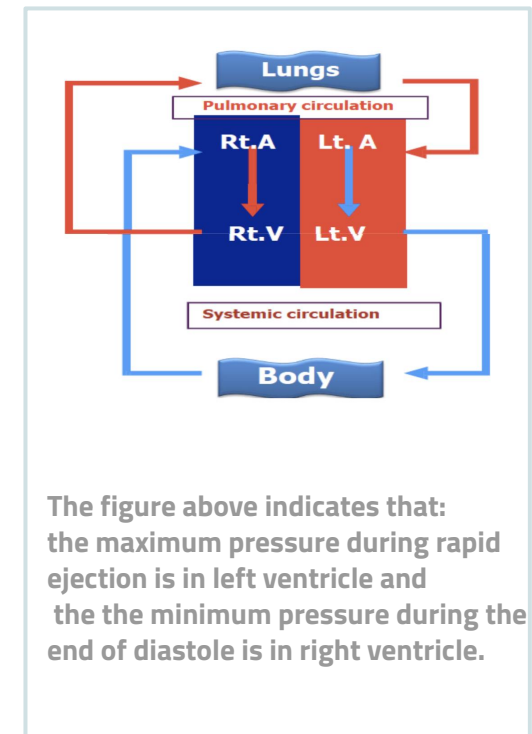 Lungs
Pulmonary circulation
Rt.A Lt. A
Rt.V Lt.V
Systemic circulation
Body
The figure above indicates that:
the maximum pressure during rapid
ejection is in left ventricle and
the the minimum pressure during the
end of diastole is in right ventricle.